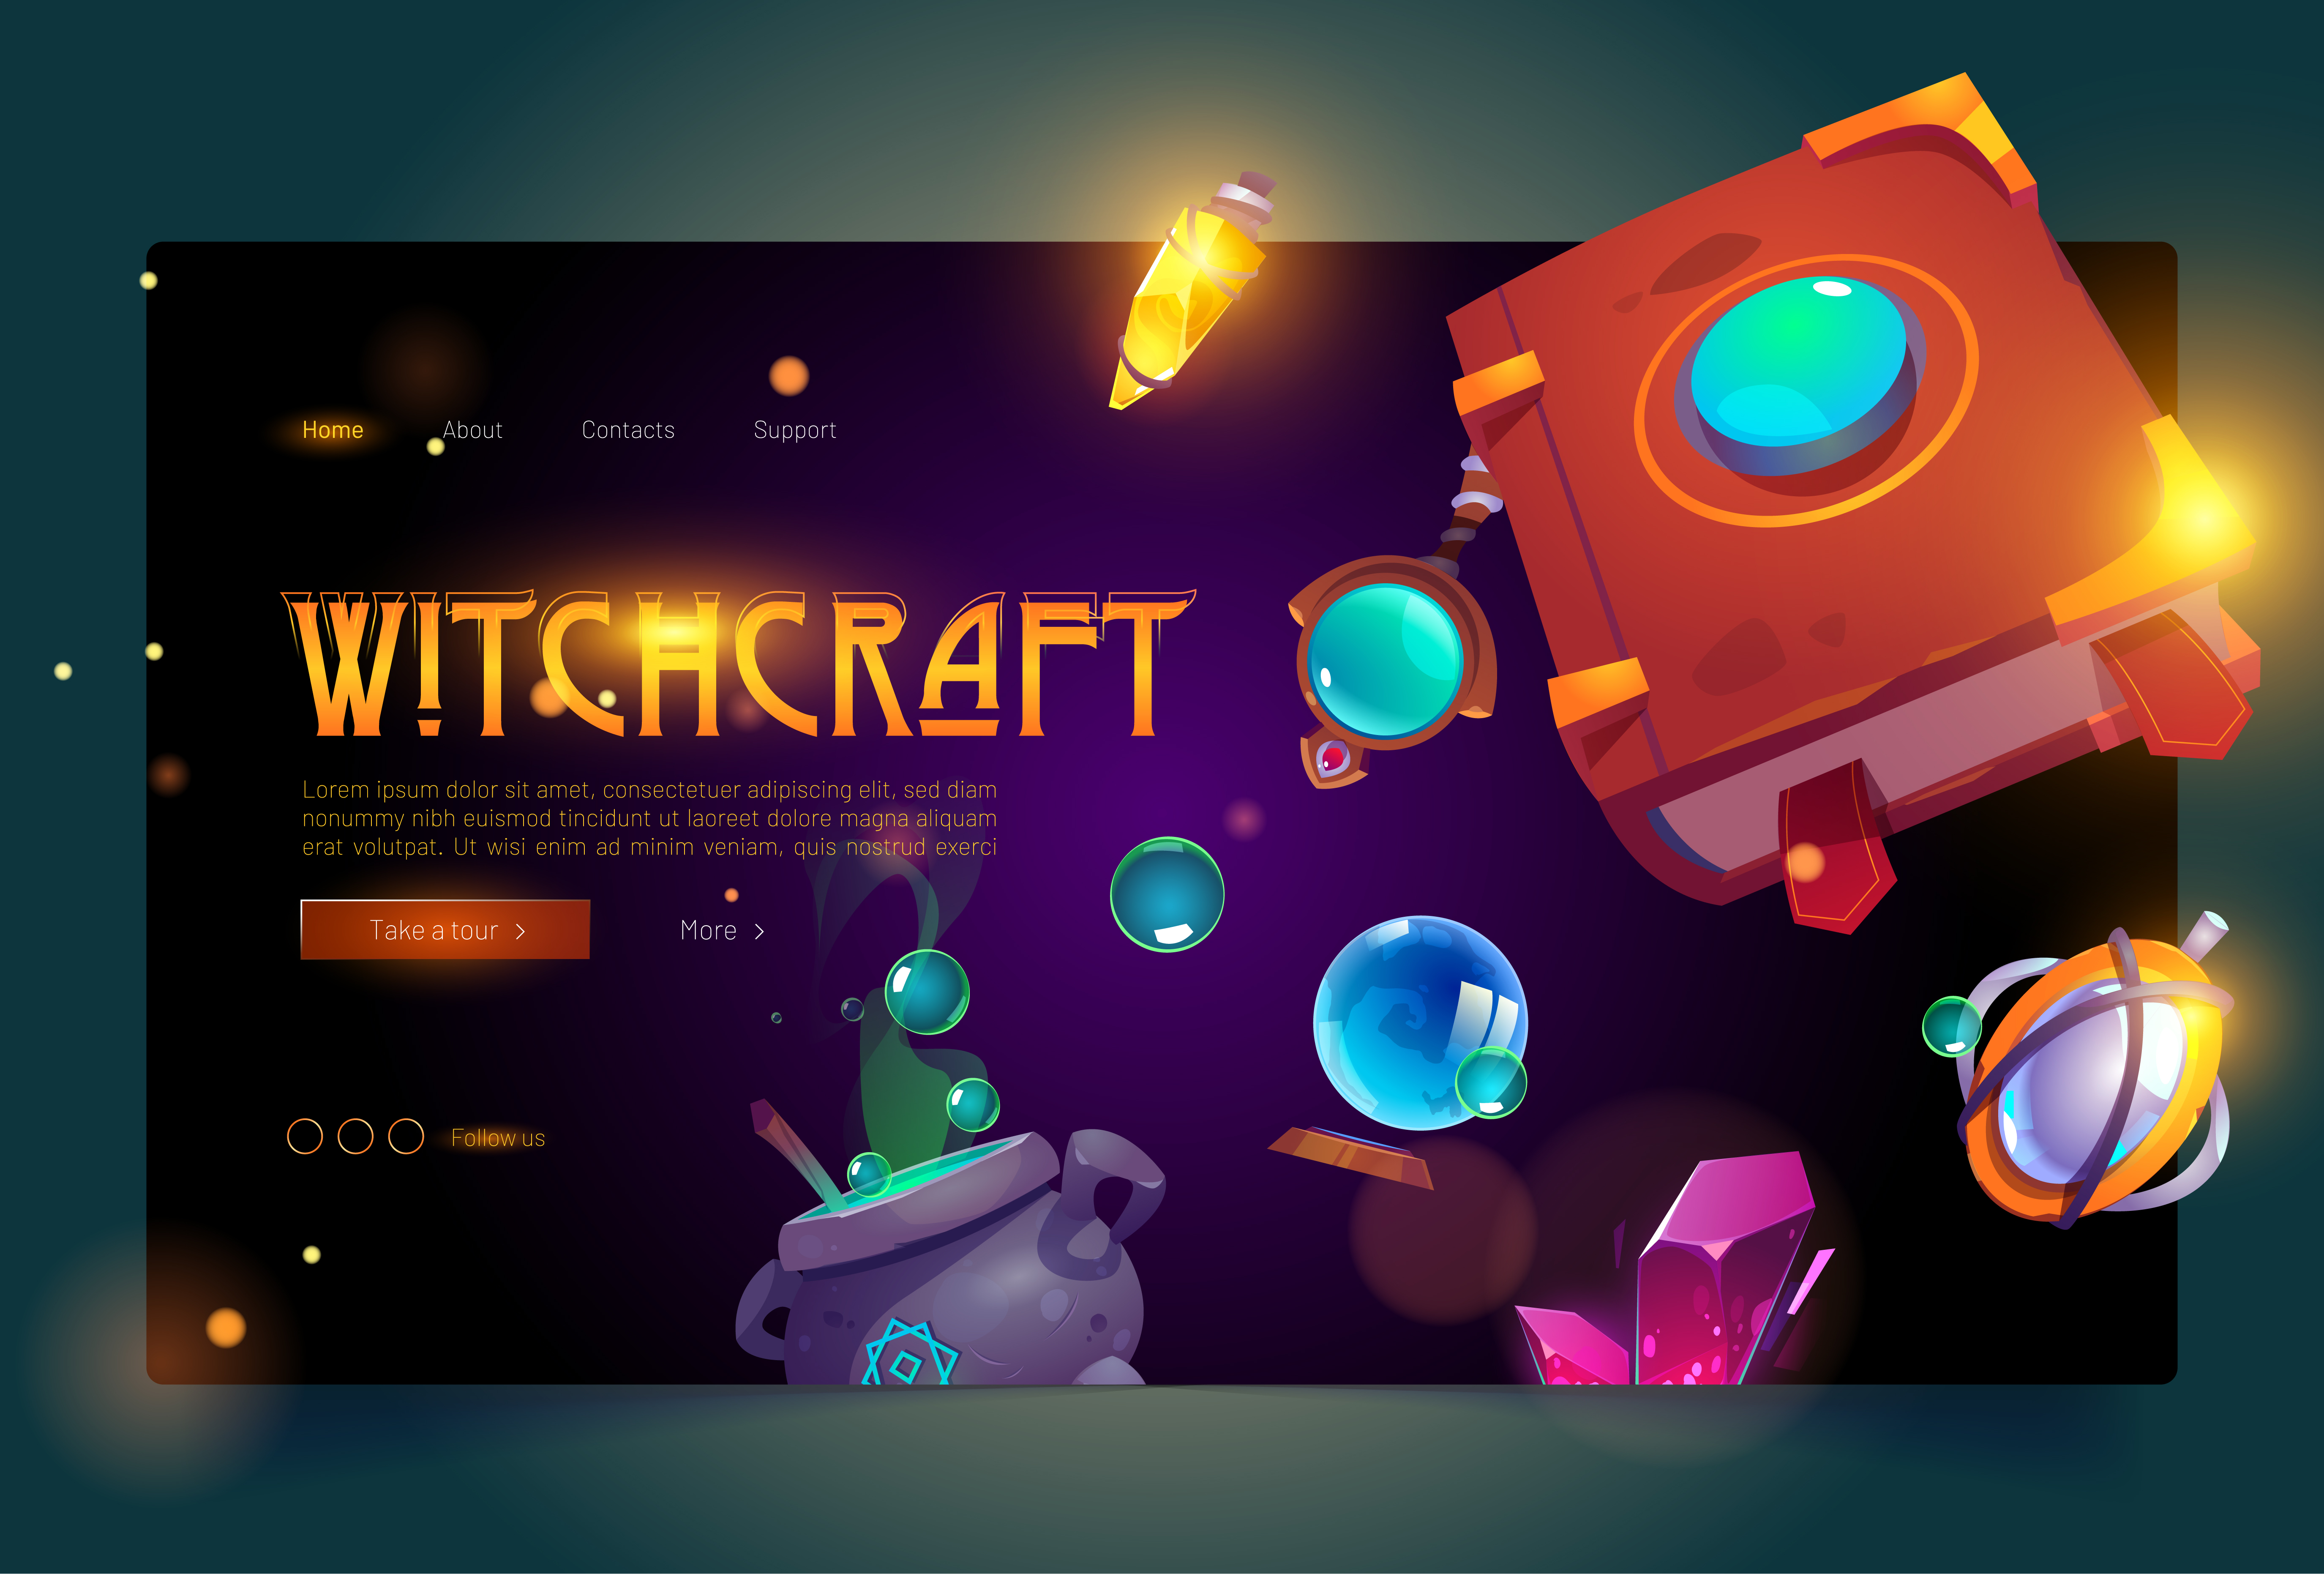 Home About Contacts Support
WITCHCRAFT
Lorem ipsum dolor sit amet, consectetuer adipiscing elit, sed diam
nonummy nibh euismod tincidunt ut laoreet dolore magna aliquam
erat volutpat. Ut wisi enim ad minim veniam, quis nostrud exerci
Take a tour >
More >
Follow us